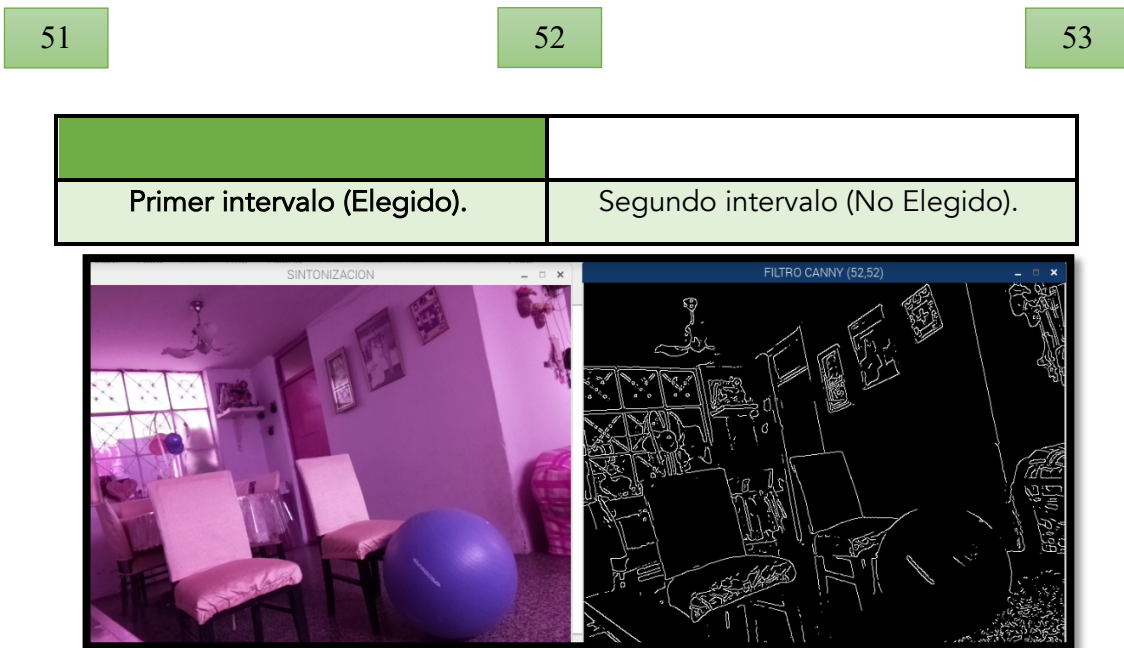 51 52 53
Primer intervalo (Elegido). Segundo intervalo (No Elegido).
SINTONIZACION FILTRO CANNY (52,52)